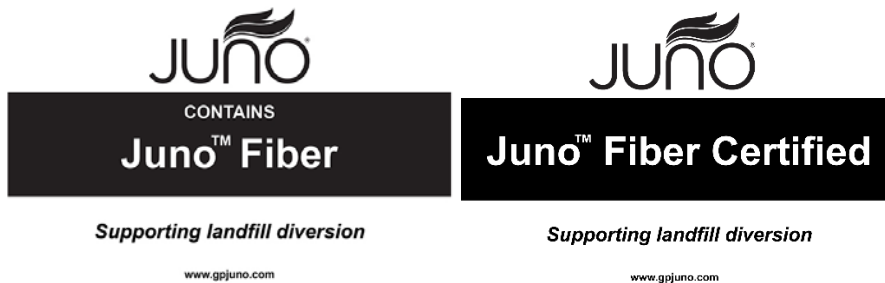 JUNO®
CONTAINS
Juno™ Fiber
Supporting landfill diversion
www.gpjuno.com
JUNO®
Juno™ Fiber Certified
Supporting landfill diversion
www.gpjuno.com